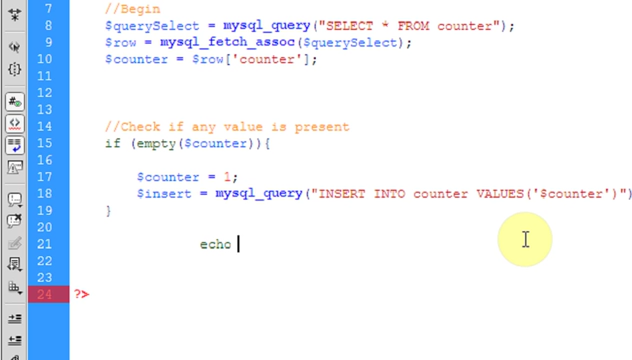 7 //Begin
8 $querySelect = mysql_query("SELECT * FROM counter");
9 $row = mysql_fetch_assoc($querySelect);
10 $counter = $row['counter'];
11
12
13
14 //Check if any value is present
15 if (empty($counter)){
16
17 $counter = 1;
18 $insert = mysql_query("INSERT INTO counter VALUES('$counter')")
19 }
20
21 echo
22
23
24 ?>